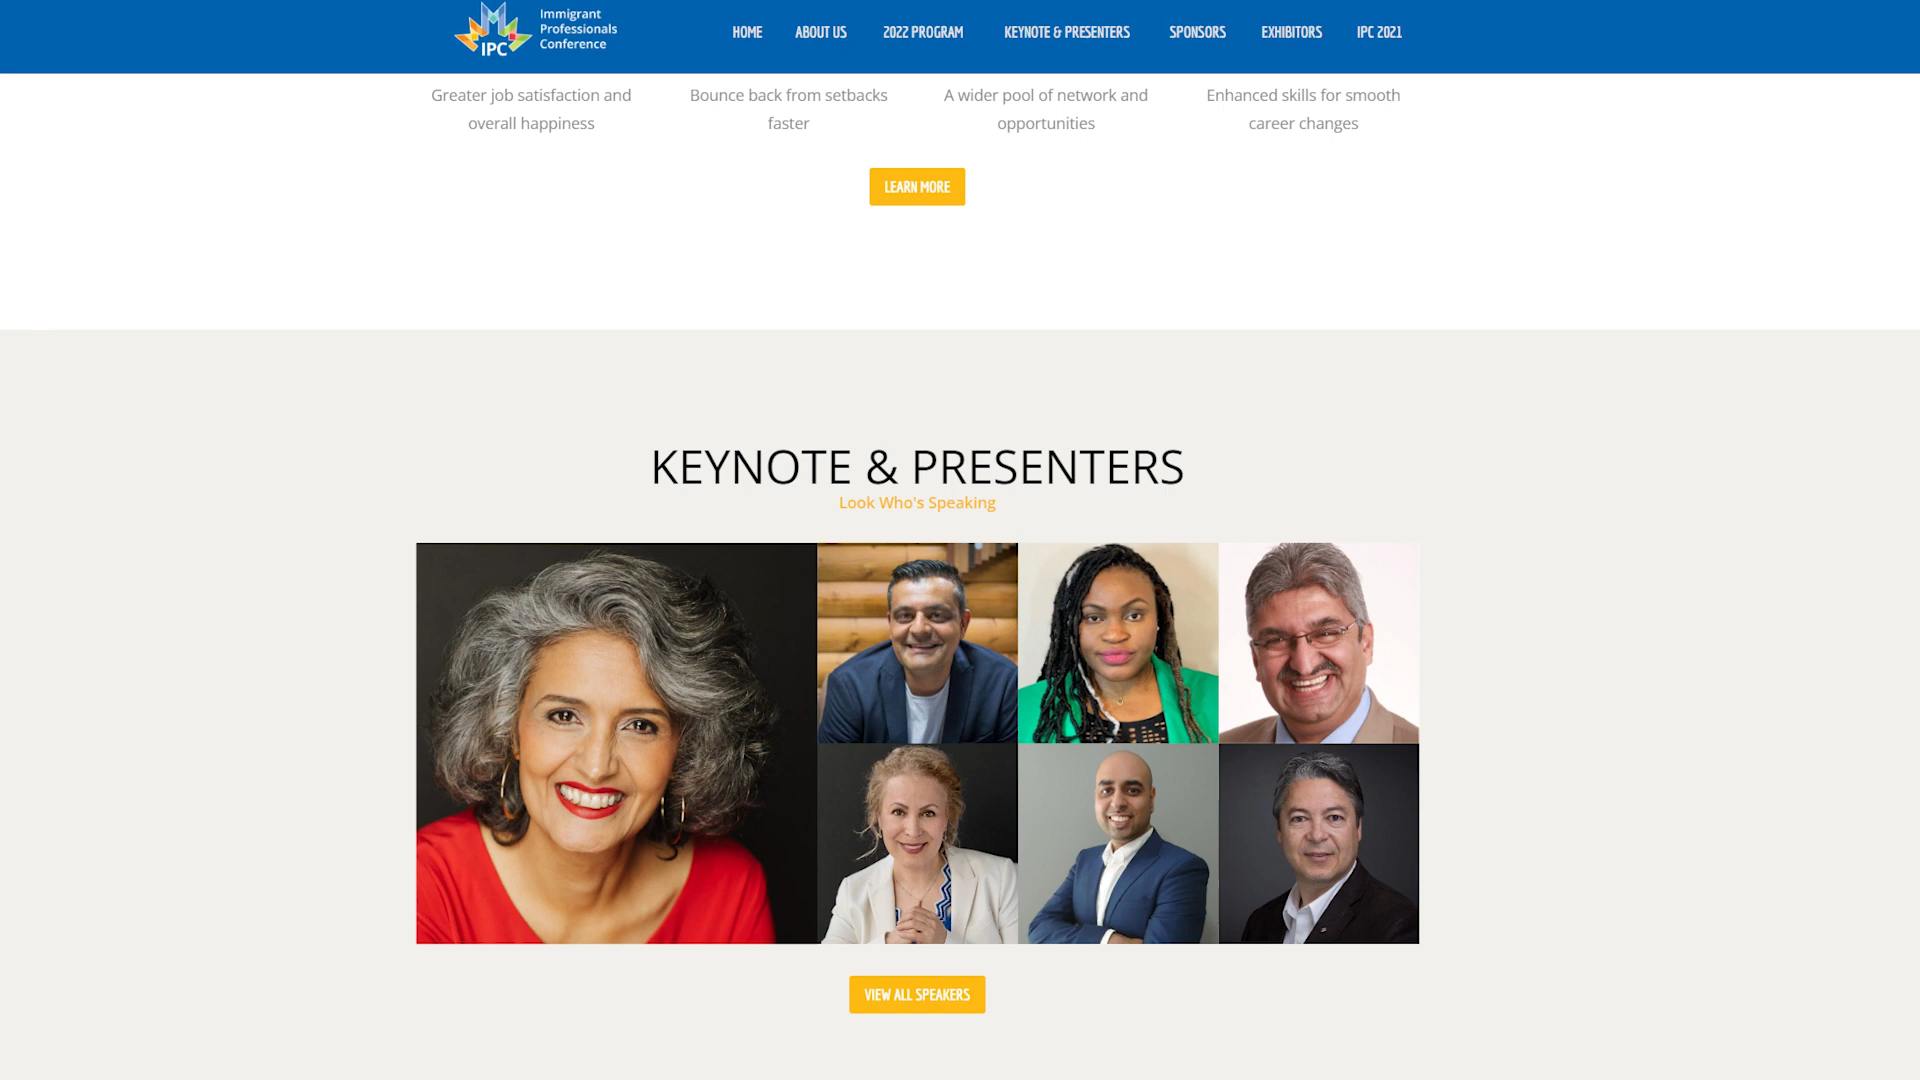 Immigrant
Professionals
Conference
IPC
HOME ABOUT US 2022 PROGRAM KEYNOTE & PRESENTERS SPONSORS EXHIBITORS IPC 2021
Greater job satisfaction and
overall happiness
Bounce back from setbacks
faster
A wider pool of network and
opportunities
Enhanced skills for smooth
career changes
LEARN MORE
KEYNOTE & PRESENTERS
Look Who's Speaking
VIEW ALL SPEAKERS